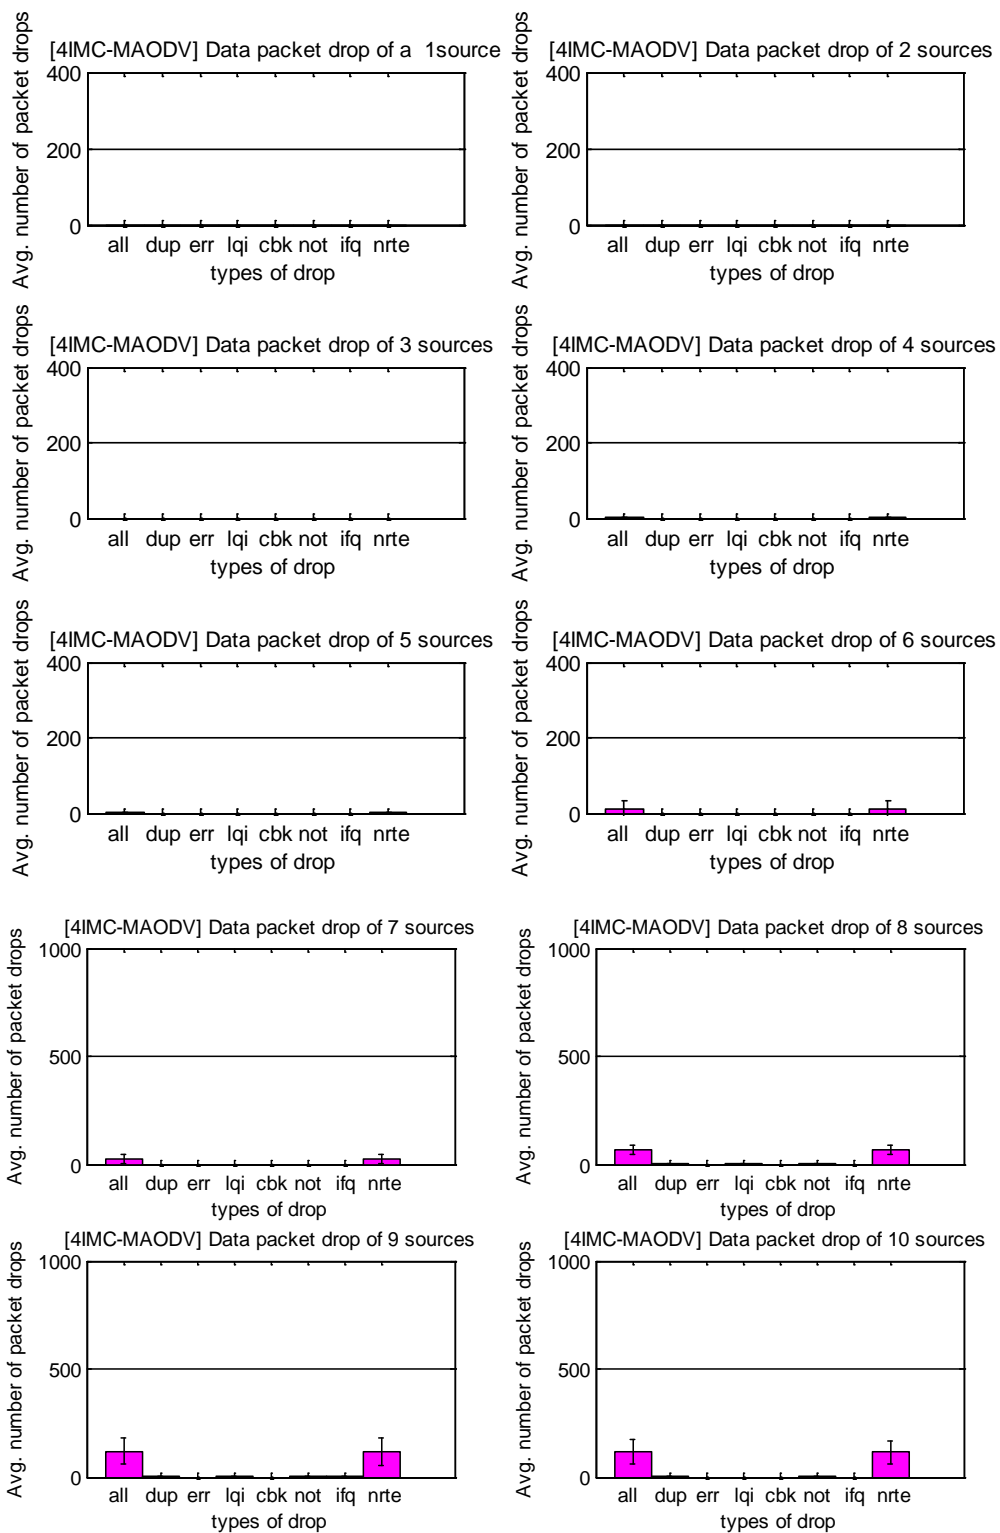 [4IMC-MAODV] Data packet drop of a 1source
Avg. number of packet drops
400
200
0
all dup err lqi cbk not ifq nrte
types of drop
[4IMC-MAODV] Data packet drop of 2 sources
Avg. number of packet drops
400
200
0
all dup err lqi cbk not ifq nrte
types of drop
[4IMC-MAODV] Data packet drop of 3 sources
Avg. number of packet drops
400
200
0
all dup err lqi cbk not ifq nrte
types of drop
[4IMC-MAODV] Data packet drop of 4 sources
Avg. number of packet drops
400
200
0
all dup err lqi cbk not ifq nrte
types of drop
[4IMC-MAODV] Data packet drop of 5 sources
Avg. number of packet drops
400
200
0
all dup err lqi cbk not ifq nrte
types of drop
[4IMC-MAODV] Data packet drop of 6 sources
Avg. number of packet drops
400
200
0
all dup err lqi cbk not ifq nrte
types of drop
[4IMC-MAODV] Data packet drop of 7 sources
Avg. number of packet drops
1000
500
0
all dup err lqi cbk not ifq nrte
types of drop
[4IMC-MAODV] Data packet drop of 8 sources
Avg. number of packet drops
1000
500
0
all dup err lqi cbk not ifq nrte
types of drop
[4IMC-MAODV] Data packet drop of 9 sources
Avg. number of packet drops
1000
500
0
all dup err lqi cbk not ifq nrte
types of drop
[4IMC-MAODV] Data packet drop of 10 sources
Avg. number of packet drops
1000
500
0
all dup err lqi cbk not ifq nrte
types of drop